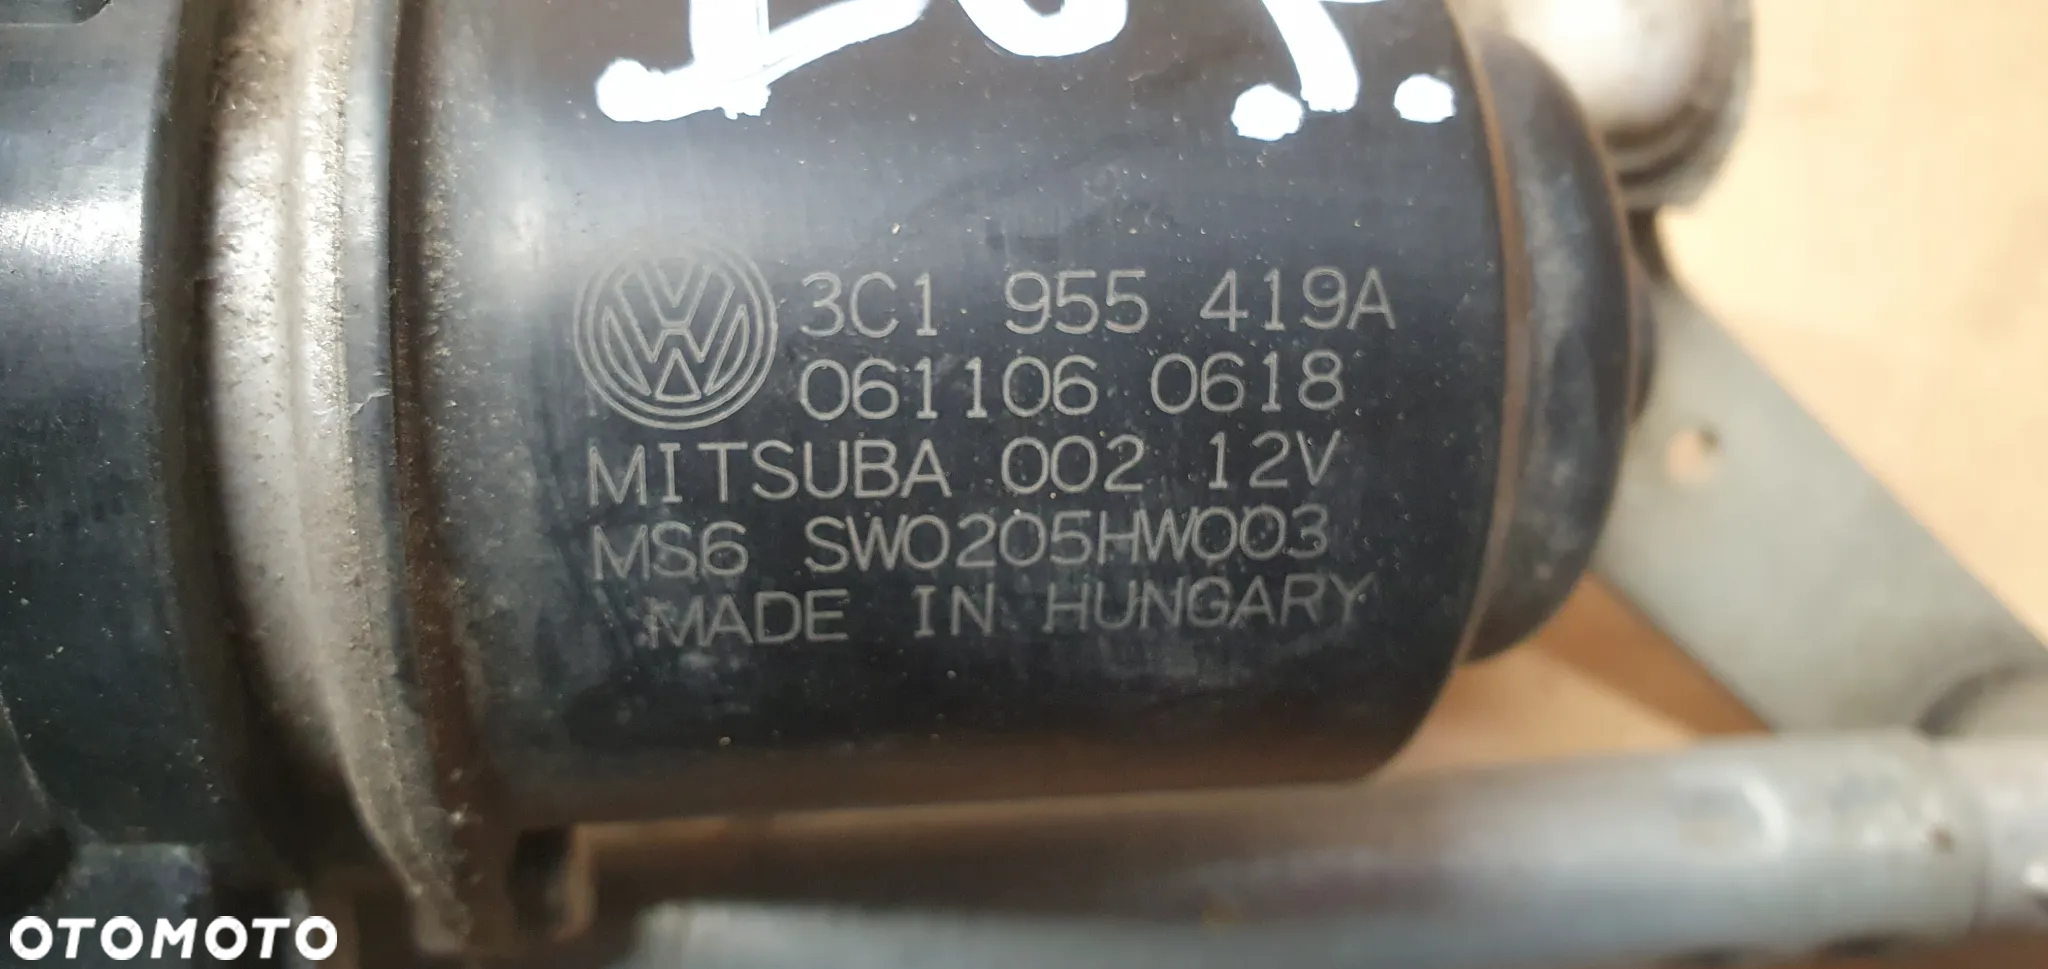 3C1 955 419A
061106 0618
MITSUBA 002 12V
MS6 SW0205HW003
MADE IN HUNGARY
OTOMOTO